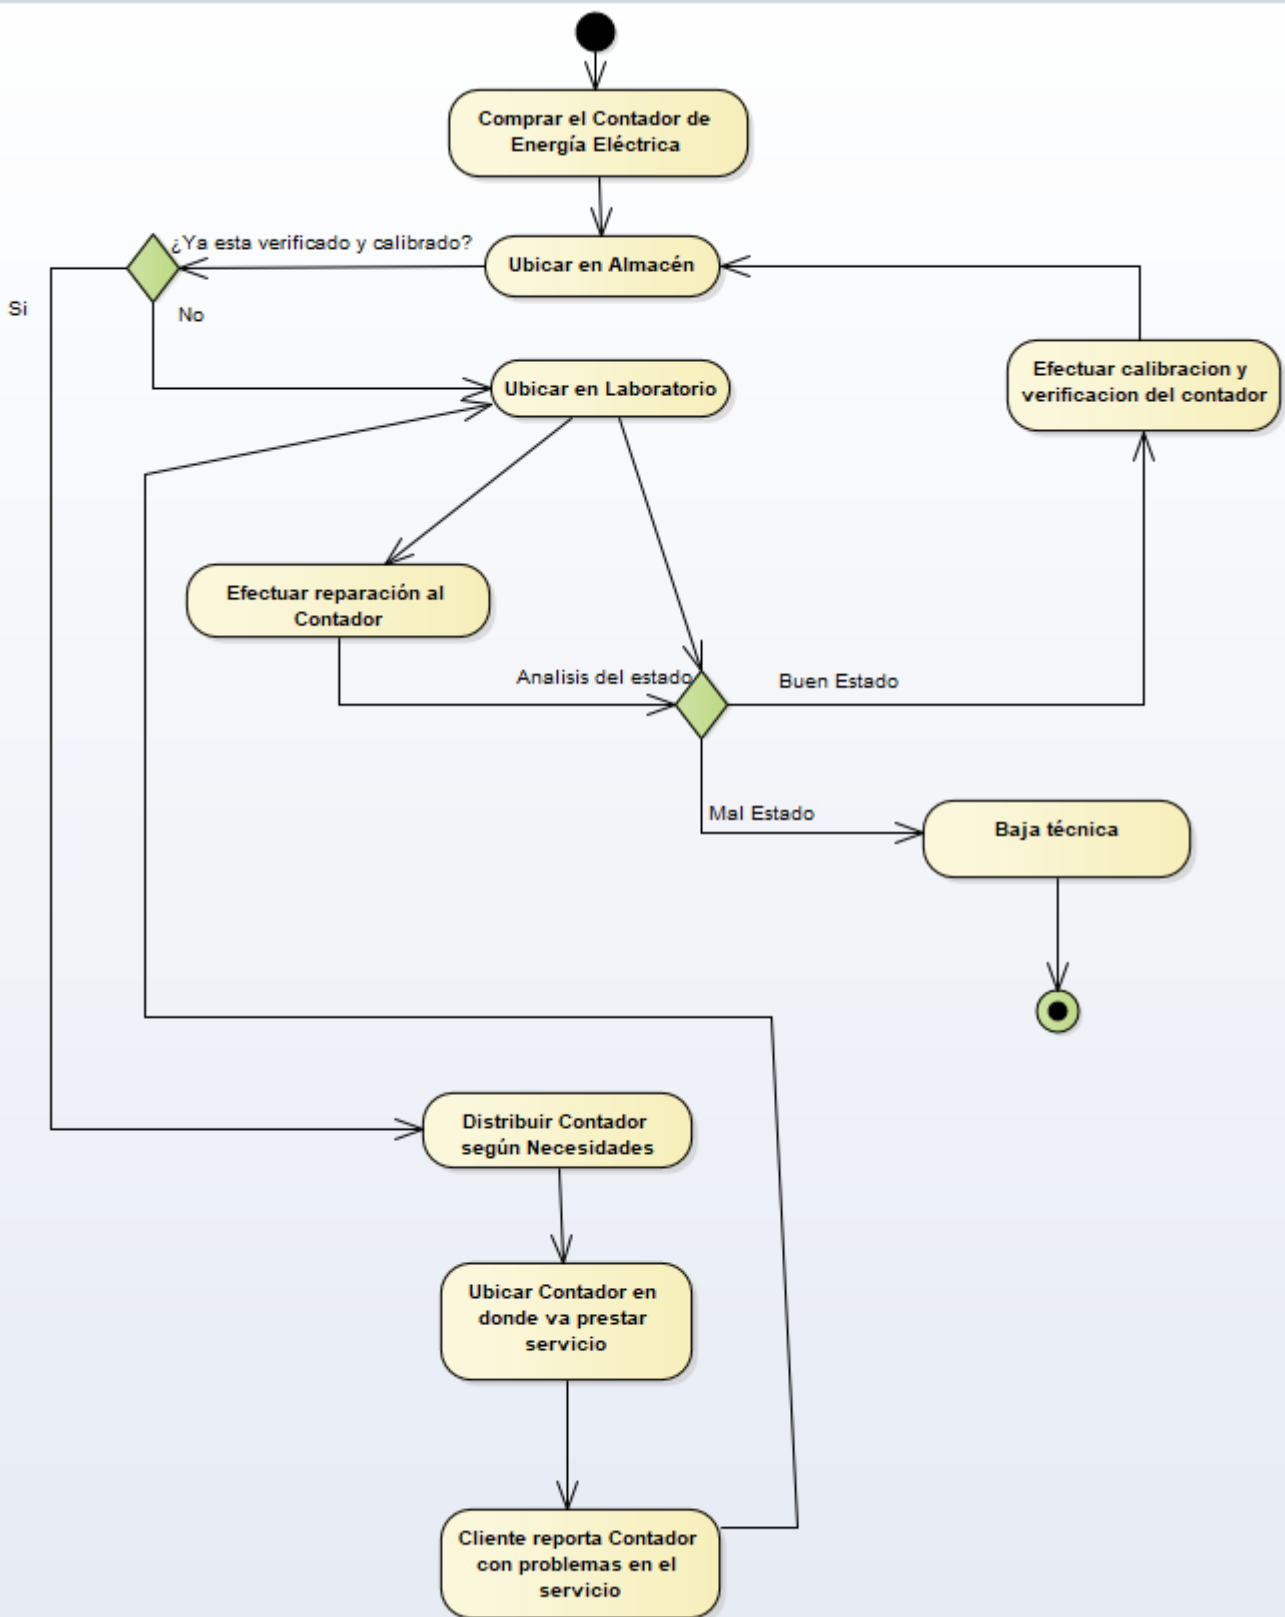 Comprar el Contador de
Energía Eléctrica
¿Ya esta verificado y calibrado?
Ubicar en Almacén
Si
No
Ubicar en Laboratorio
Efectuar calibracion y
verificacion del contador
Efectuar reparación al
Contador
Analisis del estado
Buen Estado
Mal Estado
Baja técnica
Distribuir Contador
según Necesidades
Ubicar Contador en
donde va prestar
servicio
Cliente reporta Contador
con problemas en el
servicio